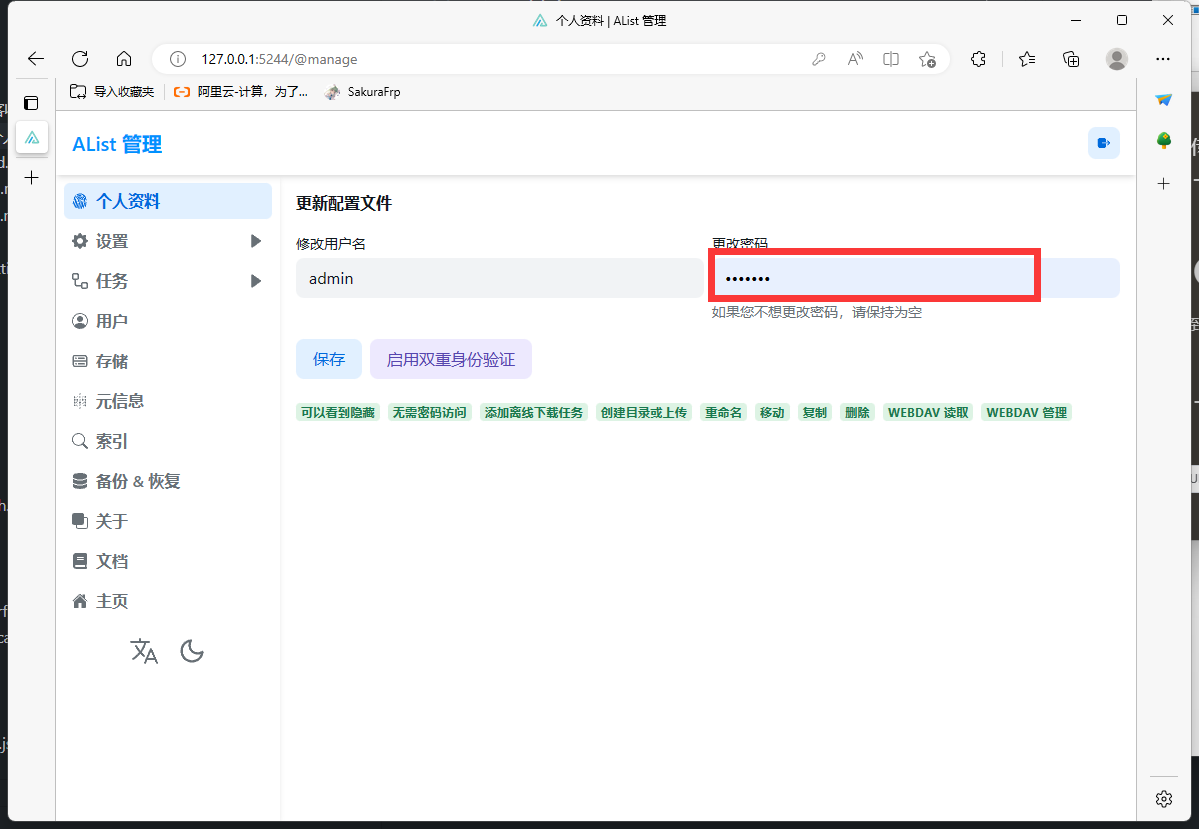 个人资料 | AList 管理
127.0.0.1:5244/@manage
导入收藏夹
阿里云-计算，为了...
SakuraFrp
AList 管理
个人资料
设置
任务
用户
存储
元信息
索引
备份 & 恢复
关于
文档
主页
更新配置文件
修改用户名
admin
更改密码
•••••••
如果您不想更改密码，请保持为空
保存
启用双重身份验证
可以看到隐藏 无需密码访问 添加离线下载任务 创建目录或上传 重命名 移动 复制 删除 WEBDAV 读取 WEBDAV 管理